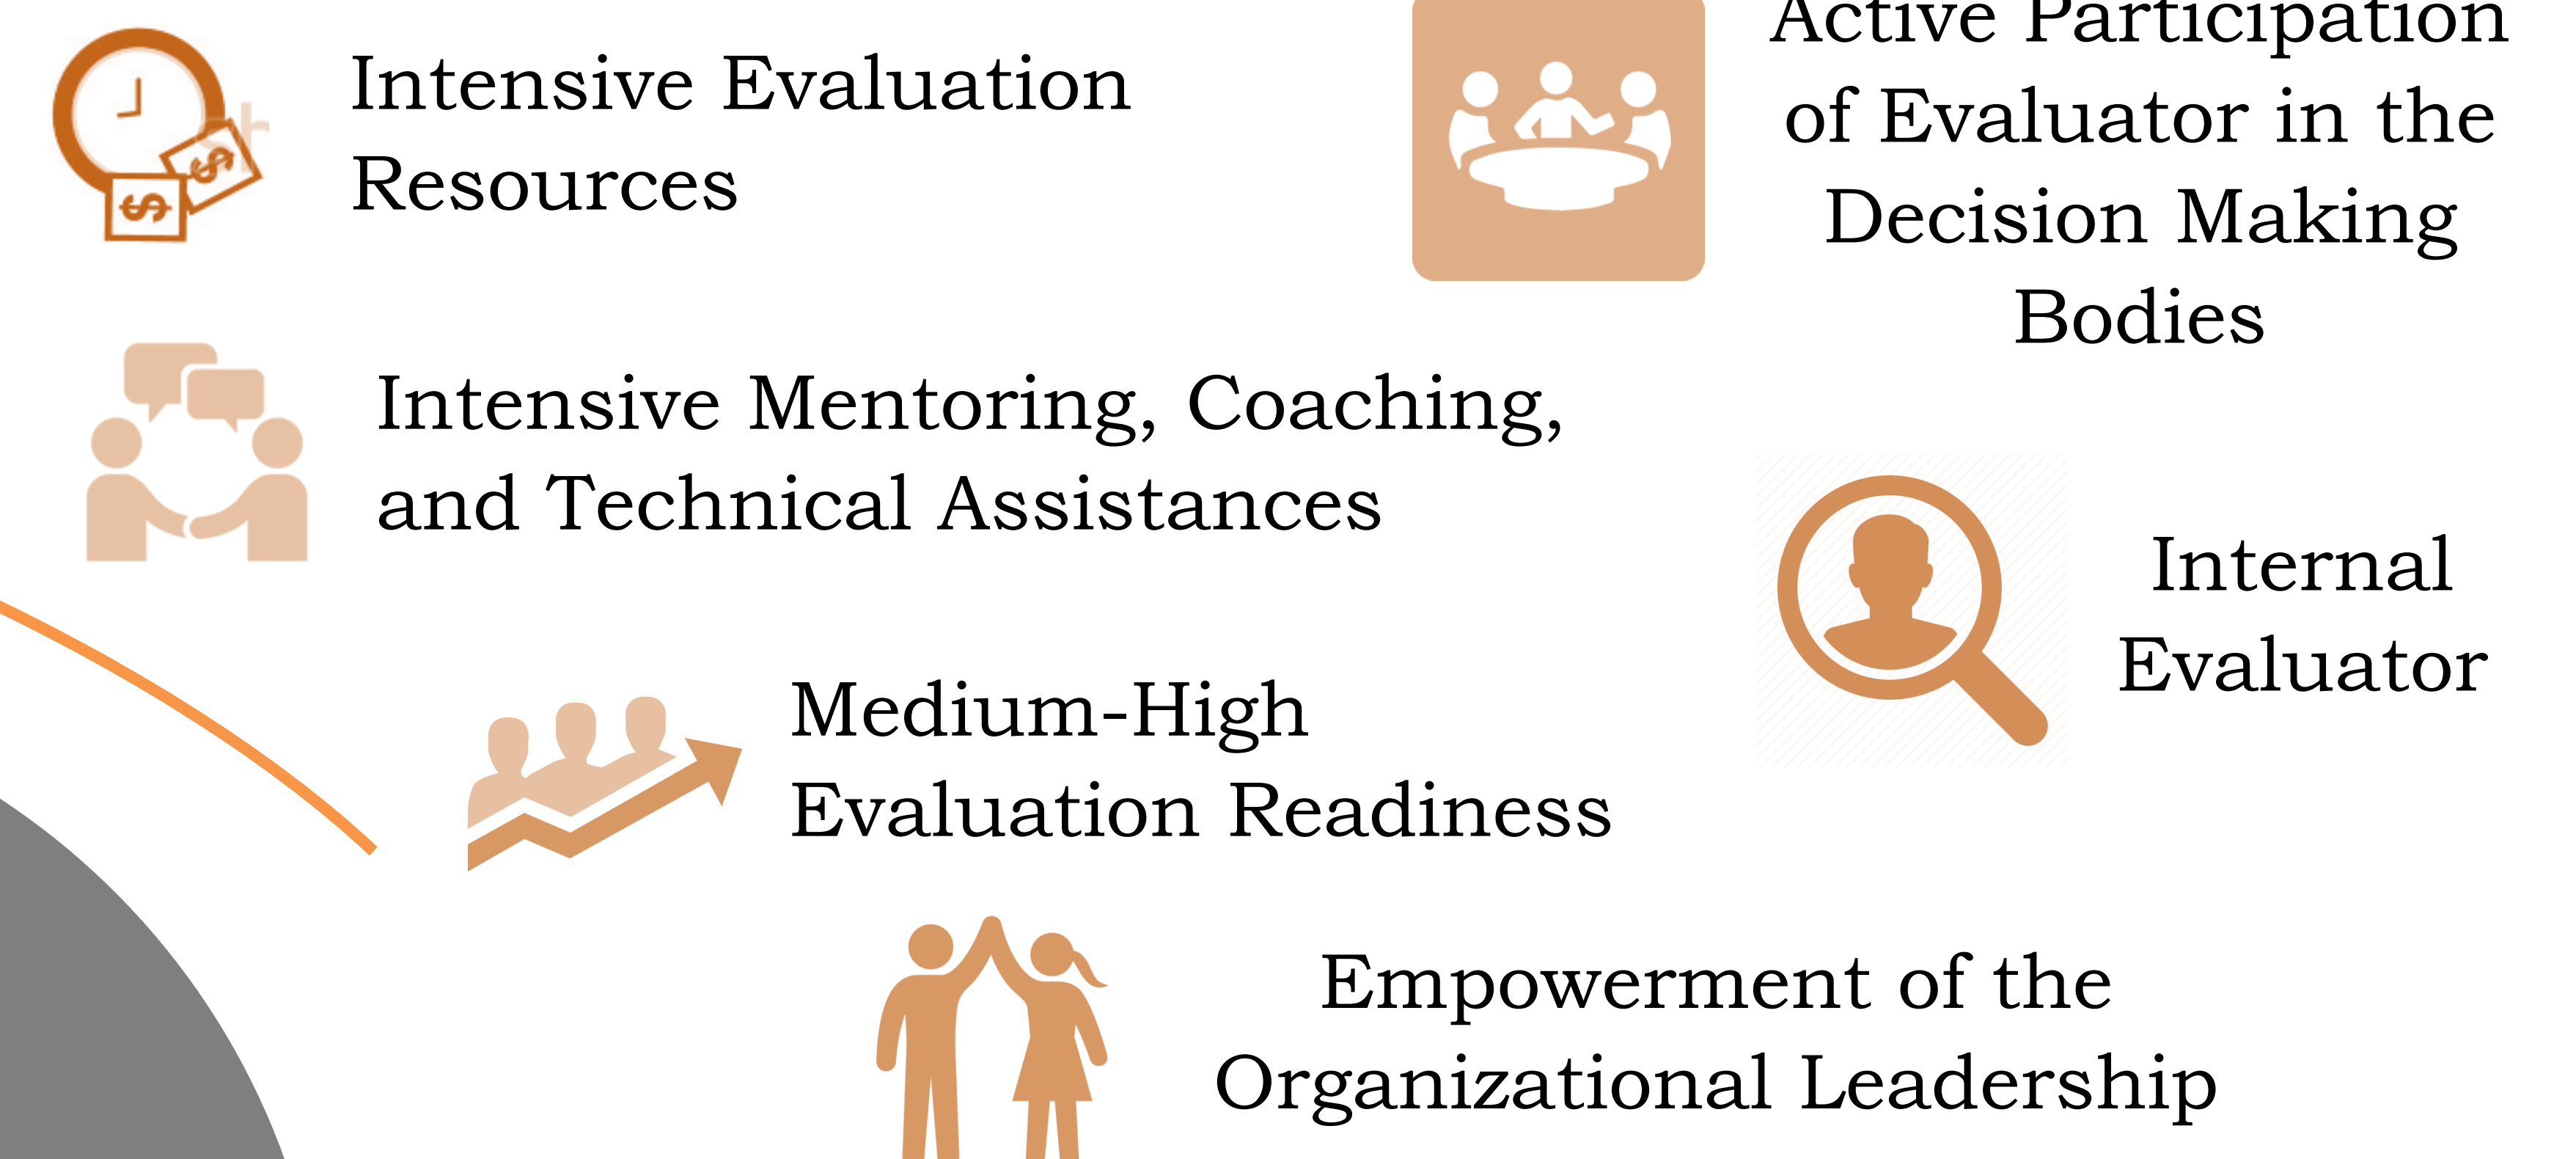 Intensive Evaluation
Resources
Active Participation
of Evaluator in the
Decision Making
Bodies
Intensive Mentoring, Coaching,
and Technical Assistances
Internal
Evaluator
Medium-High
Evaluation Readiness
Empowerment of the
Organizational Leadership
$
$